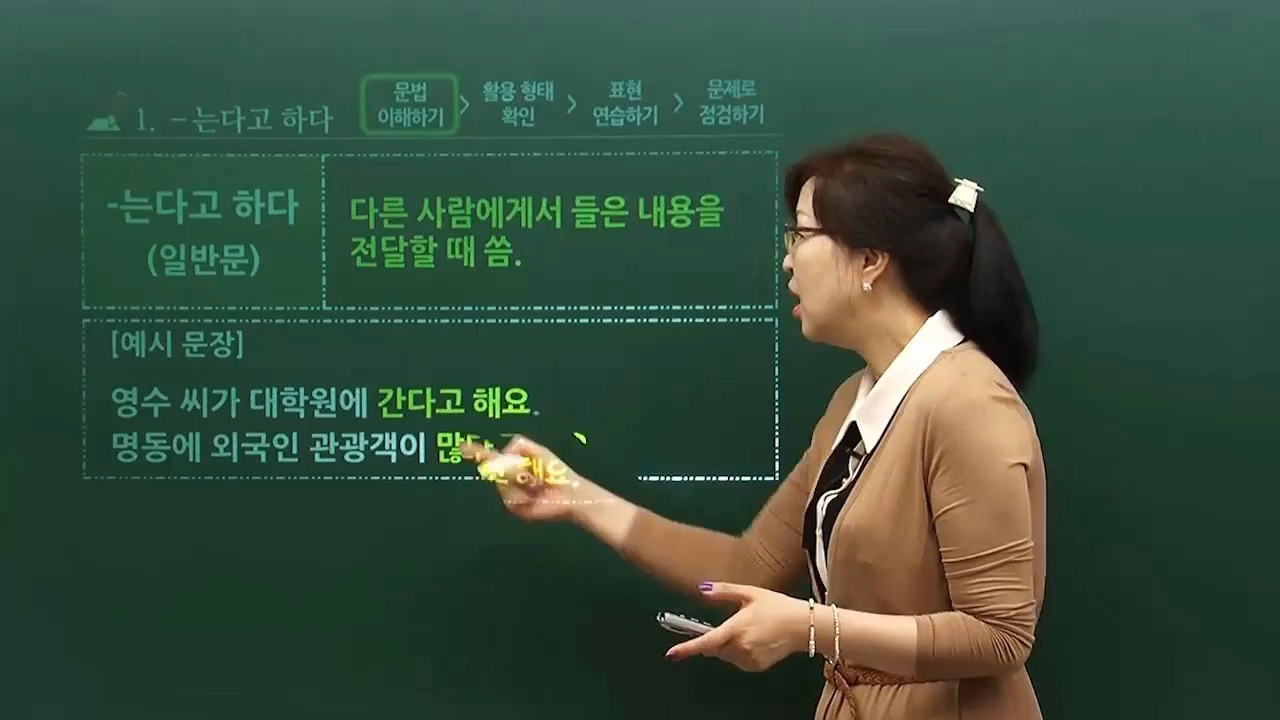 1. -는다고 하다
문법
이해하기
활용 형태
확인
표현
연습하기
문제로
점검하기
-는다고 하다
(일반문)
다른 사람에게서 들은 내용을
전달할 때 씀.
[예시 문장]
영수 씨가 대학원에 간다고 해요.
명동에 외국인 관광객이 해요.